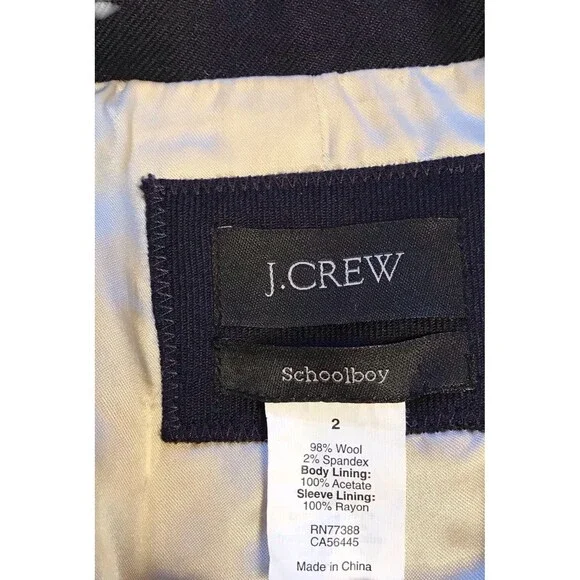 J.CREW
Schoolboy
2
98% Wool
2% Spandex
Body Lining:
100% Acetate
Sleeve Lining:
100% Rayon
RN77388
CA56445
Made in China